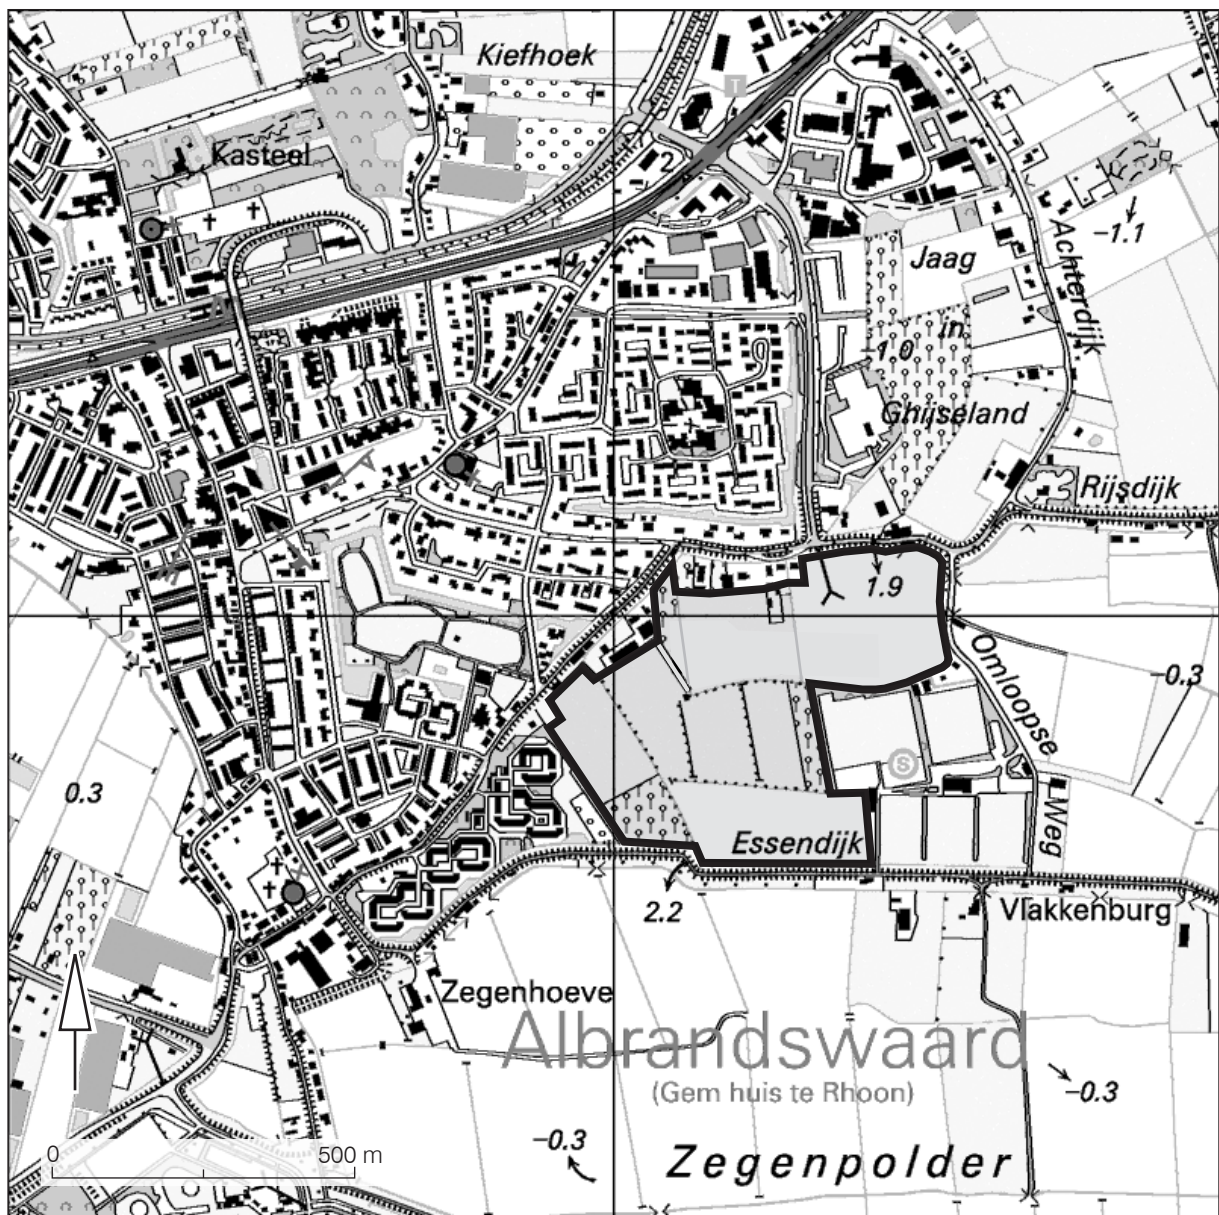 Kiefhoek
T
Kasteel
2
Achterdijk
-1.1
Jaag
in
-1 0
Ghijseland
Rijsdijk
1.9
Omloopse
-0.3
S
0.3
Weg
Essendijk
2.2
Vlakkenburg
Zegenhoeve
Albrandswaard
(Gem huis te Rhoon)
-0.3
-0.3
Zegenpolder
0 500 m